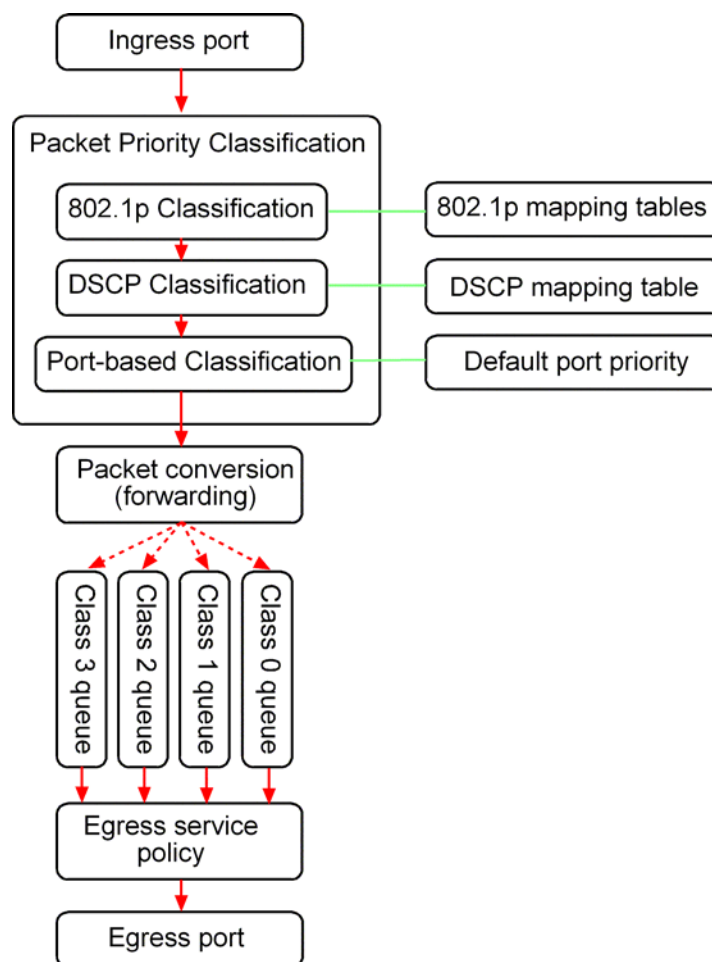 Ingress port
Packet Priority Classification
802.1p Classification
802.1p mapping tables
DSCP Classification
DSCP mapping table
Port-based Classification
Default port priority
Packet conversion
(forwarding)
Class 3 queue
Class 2 queue
Class 1 queue
Class 0 queue
Egress service
policy
Egress port